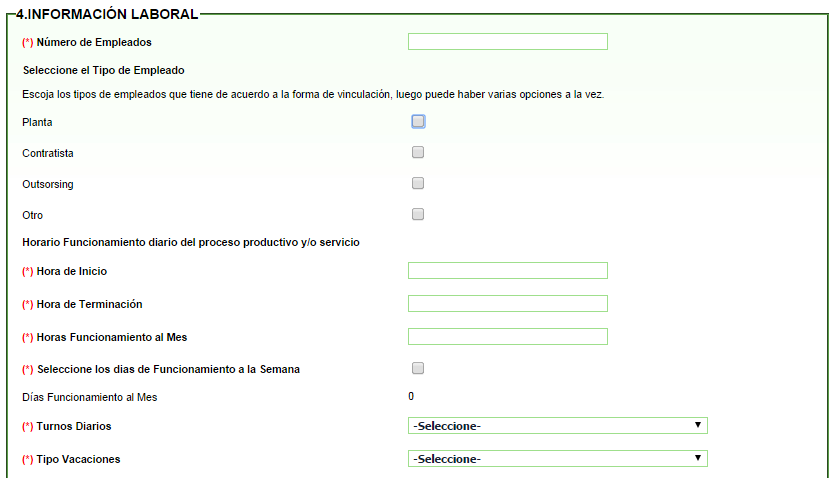 4.INFORMACIÓN LABORAL
(*) Número de Empleados
Seleccione el Tipo de Empleado
Escoja los tipos de empleados que tiene de acuerdo a la forma de vinculación, luego puede haber varias opciones a la vez.
Planta
Contratista
Outsorsing
Otro
Horario Funcionamiento diario del proceso productivo y/o servicio
(*) Hora de Inicio
(*) Hora de Terminación
(*) Horas Funcionamiento al Mes
(*) Seleccione los dias de Funcionamiento a la Semana
Días Funcionamiento al Mes 0
(*) Turnos Diarios -Seleccione-
(*) Tipo Vacaciones -Seleccione-